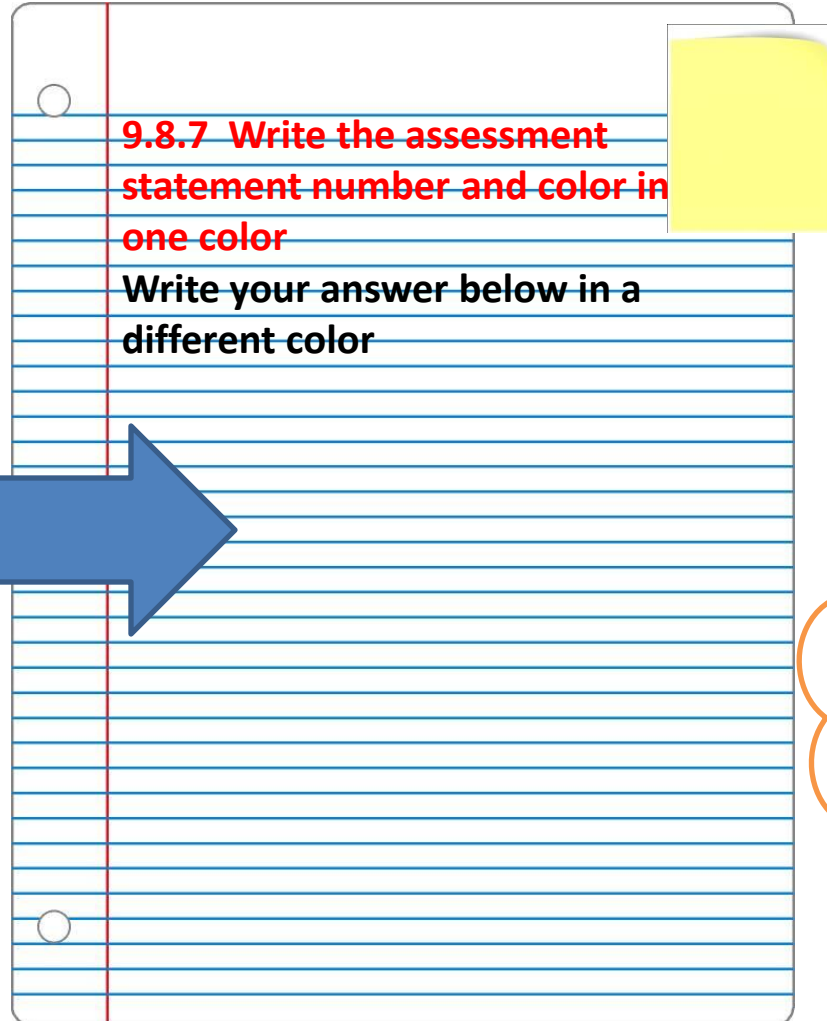 9.8.7  Write the assessment
statement number and color in
one color
Write your answer below in a
different color